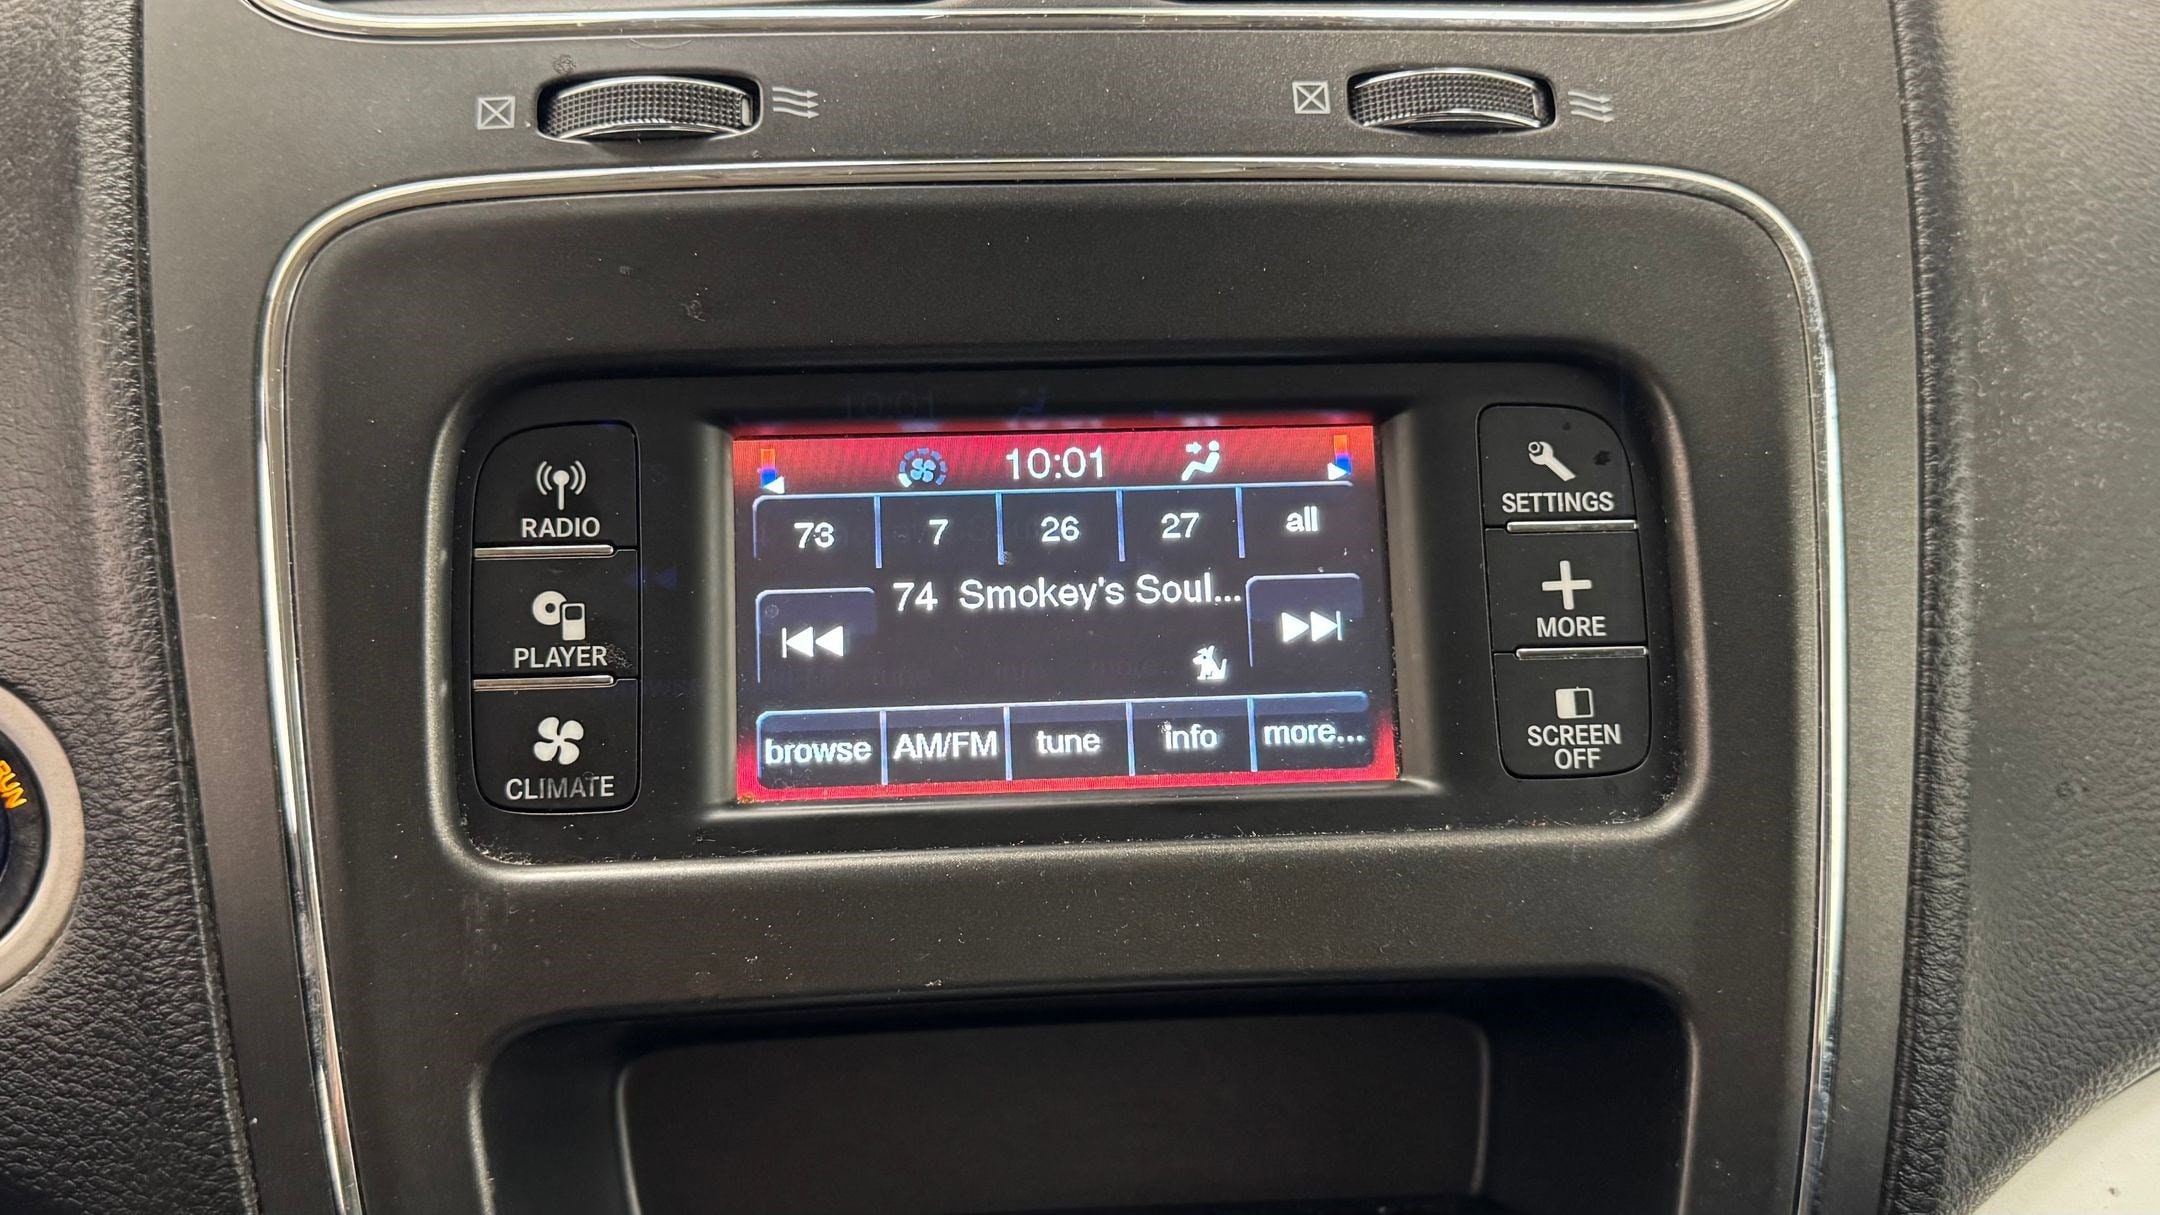 RADIO
PLAYER
CLIMATE
10:01
73 7 26 27 all
74 Smokey's Soul...
browse AM/FM tune info more...
SETTINGS
MORE
SCREEN
OFF
RUN